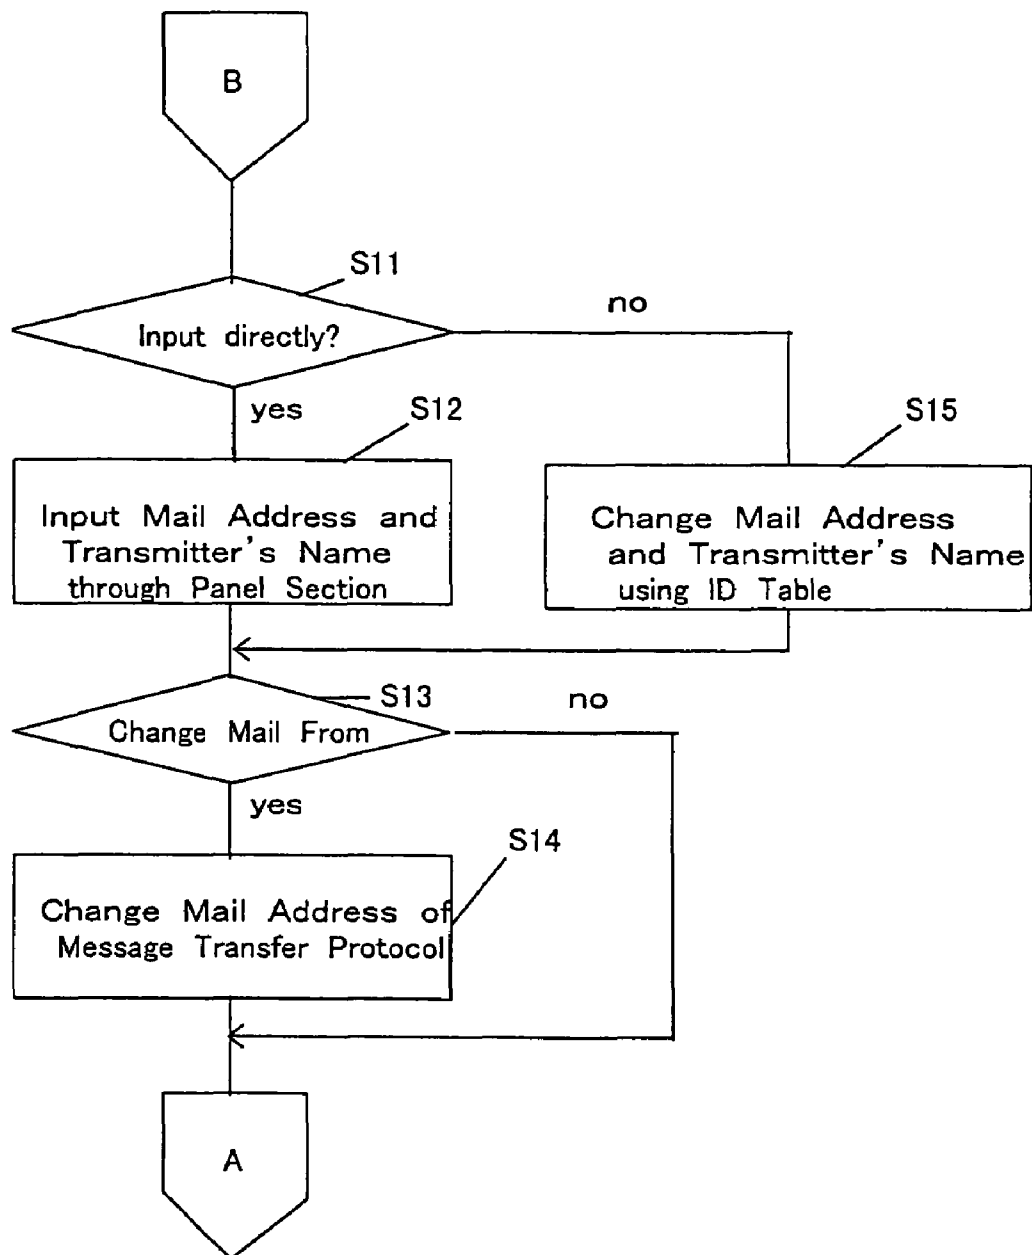 B
S11
no
Input directly?
yes
S12
S15
Input Mail Address and
Transmitter's Name
through Panel Section
Change Mail Address
and Transmitter's Name
using ID Table
S13
no
Change Mail From
yes
S14
Change Mail Address of
Message Transfer Protocol
A